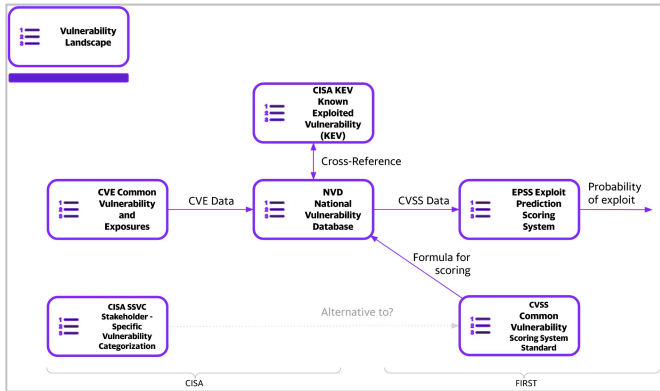 Vulnerability
Landscape
CISA KEV
Known
Exploited
Vulnerability
(KEV)
Cross-Reference
CVE Common
Vulnerability
and
Exposures
CVE Data
NVD
National
Vulnerability
Database
CVSS Data
EPSS Exploit
Prediction
Scoring
System
Probability
of exploit
Formula for
scoring
CISA SSVC
Stakeholder -
Specific
Vulnerability
Categorization
Alternative to?
CVSS
Common
Vulnerability
Scoring System
Standard
CISA
FIRST